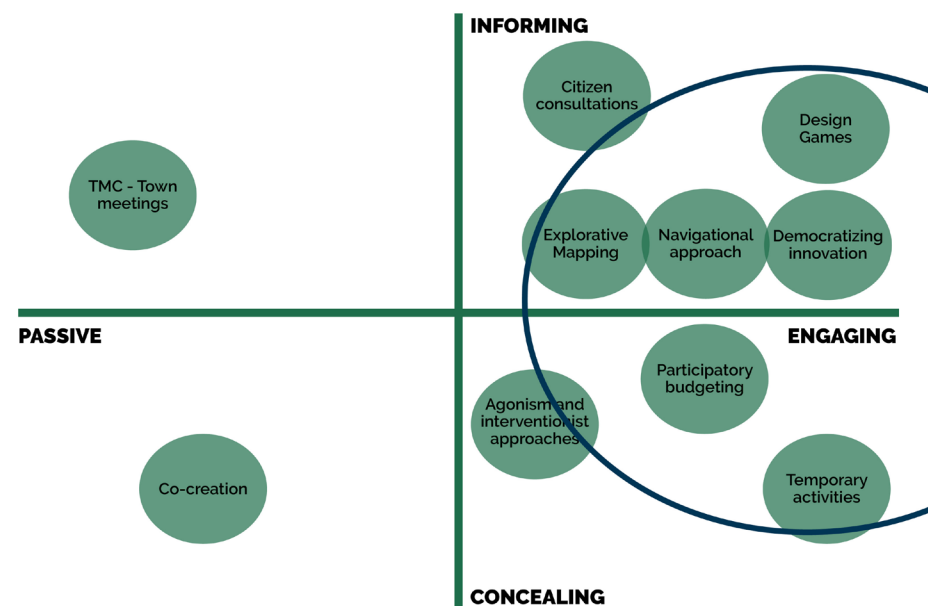 INFORMING
Citizen
consultations
Design
Games
TMC - Town
meetings
Explorative
Mapping
Navigational
approach
Democratizing
innovation
PASSIVE
ENGAGING
Participatory
budgeting
Agonism and
interventionist
approaches
Co-creation
Temporary
activities
CONCEALING